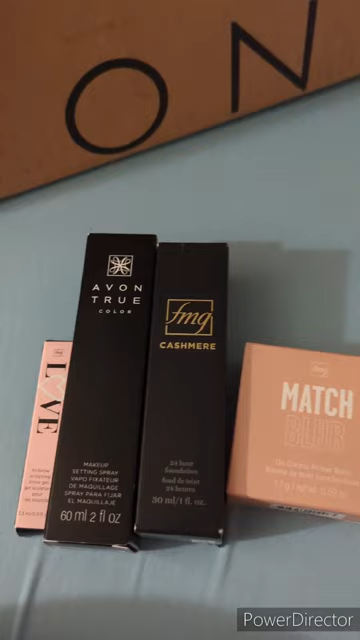 ON
AVON
TRUE
COLOR
MAKEUP
SETTING SPRAY
VAPO FIXATEUR
DE MAQUILLAGE
SPRAY PARA FIJAR
EL MAQUILLAJE
60 ml 2 fl oz
fmg
CASHMERE
24 hour
foundation
fond de teint
24 heures
30 ml/1 fl. oz.
fmg
LOVE
fmg
MATCH
BLUR
PowerDirector